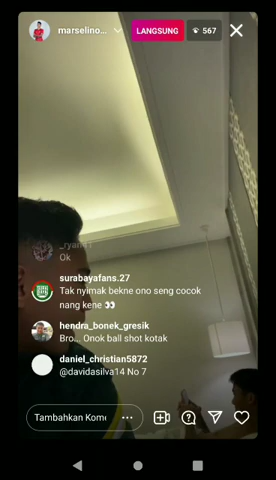 marselino...
LANGSUNG
567
Ok
surabayafans.27
Tak nyimak bekne ono seng cocok
nang kene 👀
hendra_bonek_gresik
Bro... Onok ball shot kotak
daniel_christian5872
@davidasilva14 No 7
Tambahkan Kome